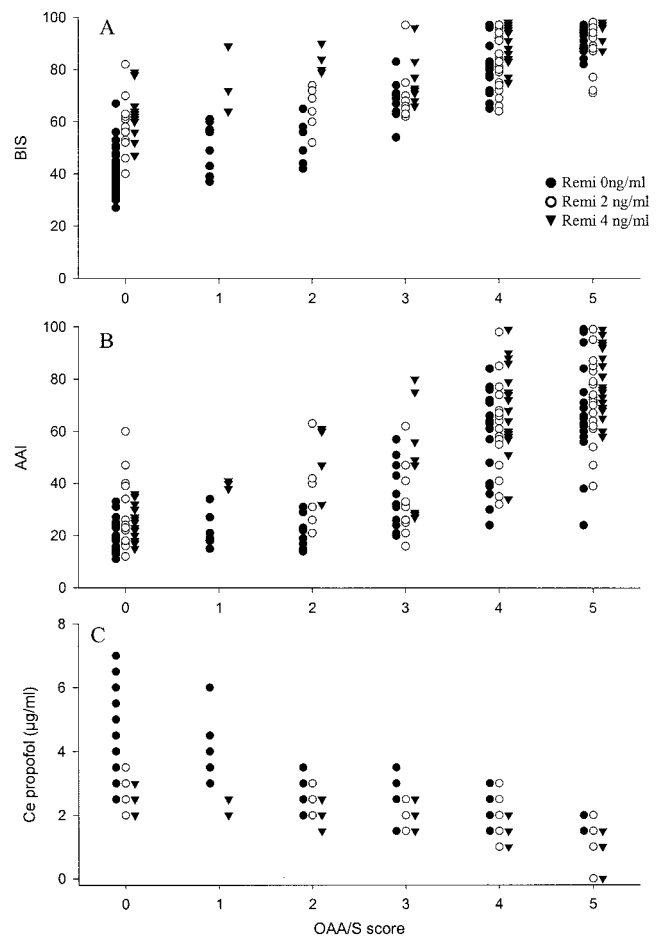 A
100
80
60
40
20
0
BIS
Remi 0ng/ml
Remi 2 ng/ml
Remi 4 ng/ml
0 1 2 3 4 5
B
100
80
60
40
20
0
AAI
0 1 2 3 4 5
C
8
6
4
2
0
Ce propofol (µg/ml)
0 1 2 3 4 5
OAA/S score